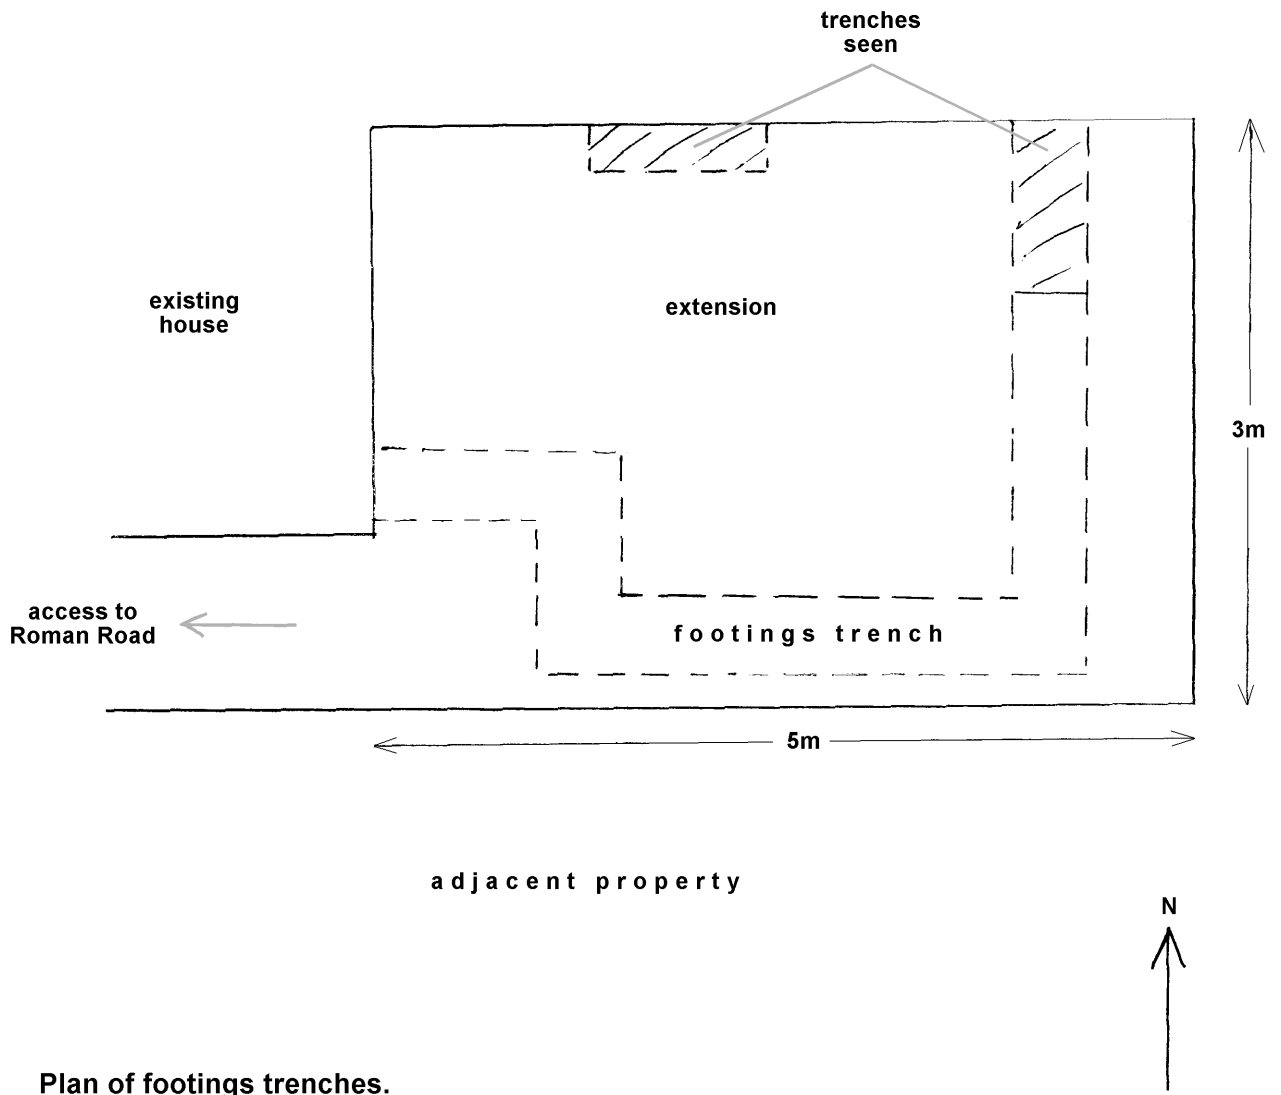 trenches
seen
existing
house
extension
3m
access to
Roman Road
footings trench
5m
adjacent property
N
Plan of footings trenches.